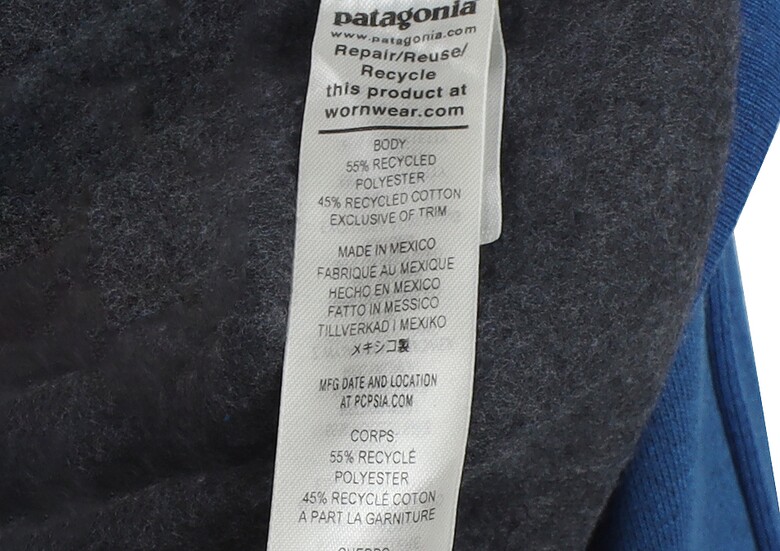 patagonia
www.patagonia.com
Repair/Reuse/
Recycle
this product at
wornwear.com
BODY
55% RECYCLED
POLYESTER
45% RECYCLED COTTON
EXCLUSIVE OF TRIM
MADE IN MEXICO
FABRIQUÉ AU MEXIQUE
HECHO EN MEXICO
FATTO IN MESSICO
TILLVERKAD I MEXIKO
メキシコ製
MFG DATE AND LOCATION
AT PCPSIA.COM
CORPS
55% RECYCLÉ
POLYESTER
45% RECYCLÉ COTON
A PART LA GARNITURE